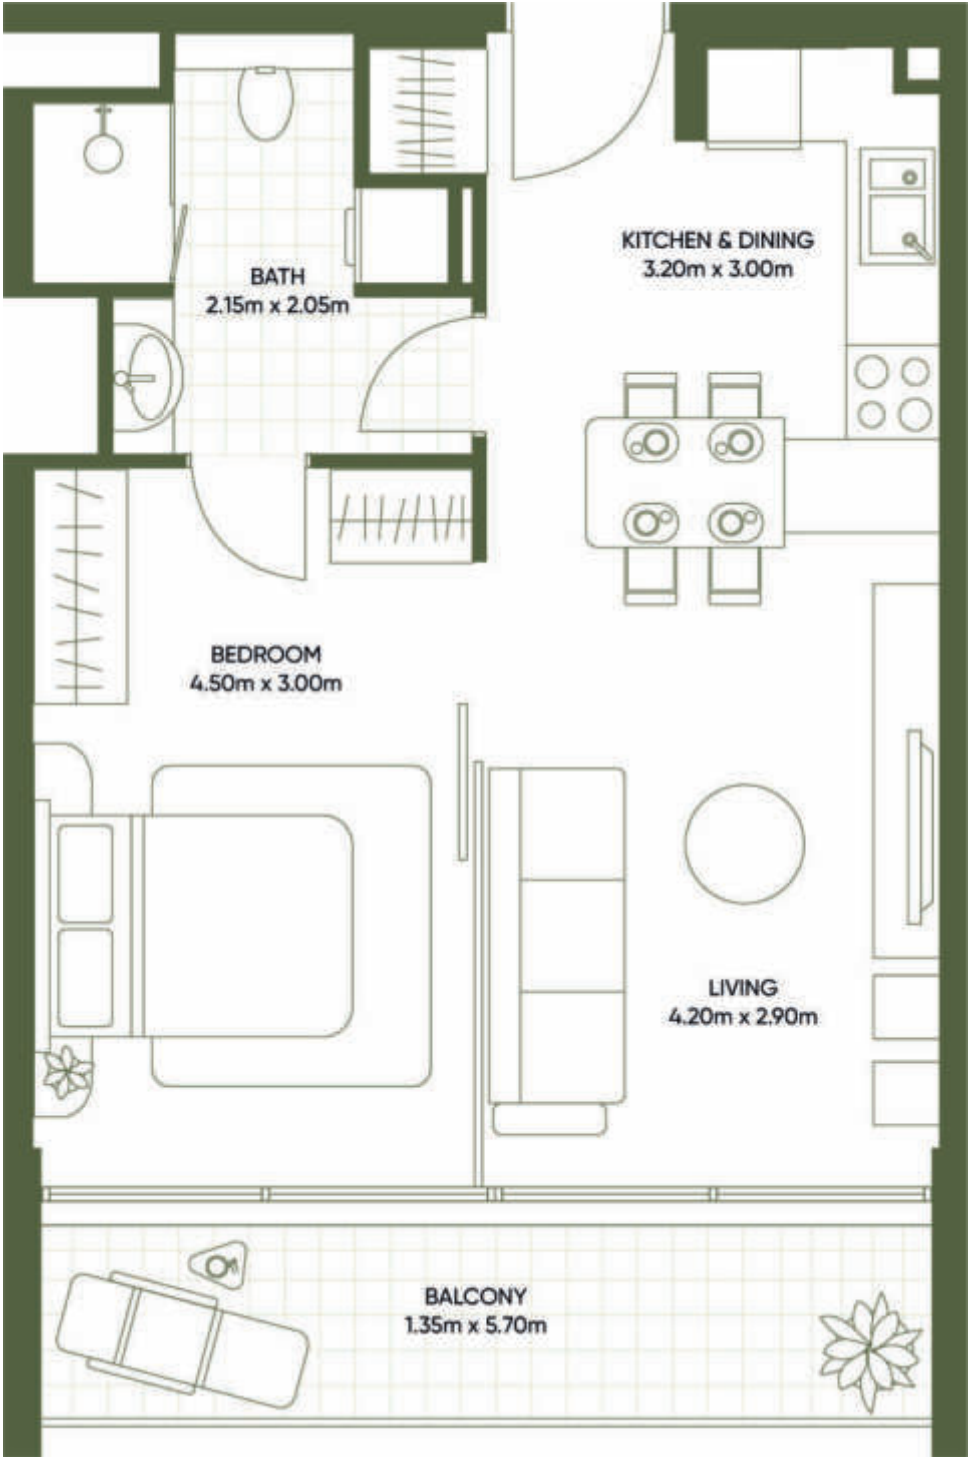 KITCHEN & DINING
3.20m x 3.00m
BATH
2.15m x 2.05m
BEDROOM
4.50m x 3.00m
LIVING
4.20m x 2.90m
BALCONY
1.35m x 5.70m